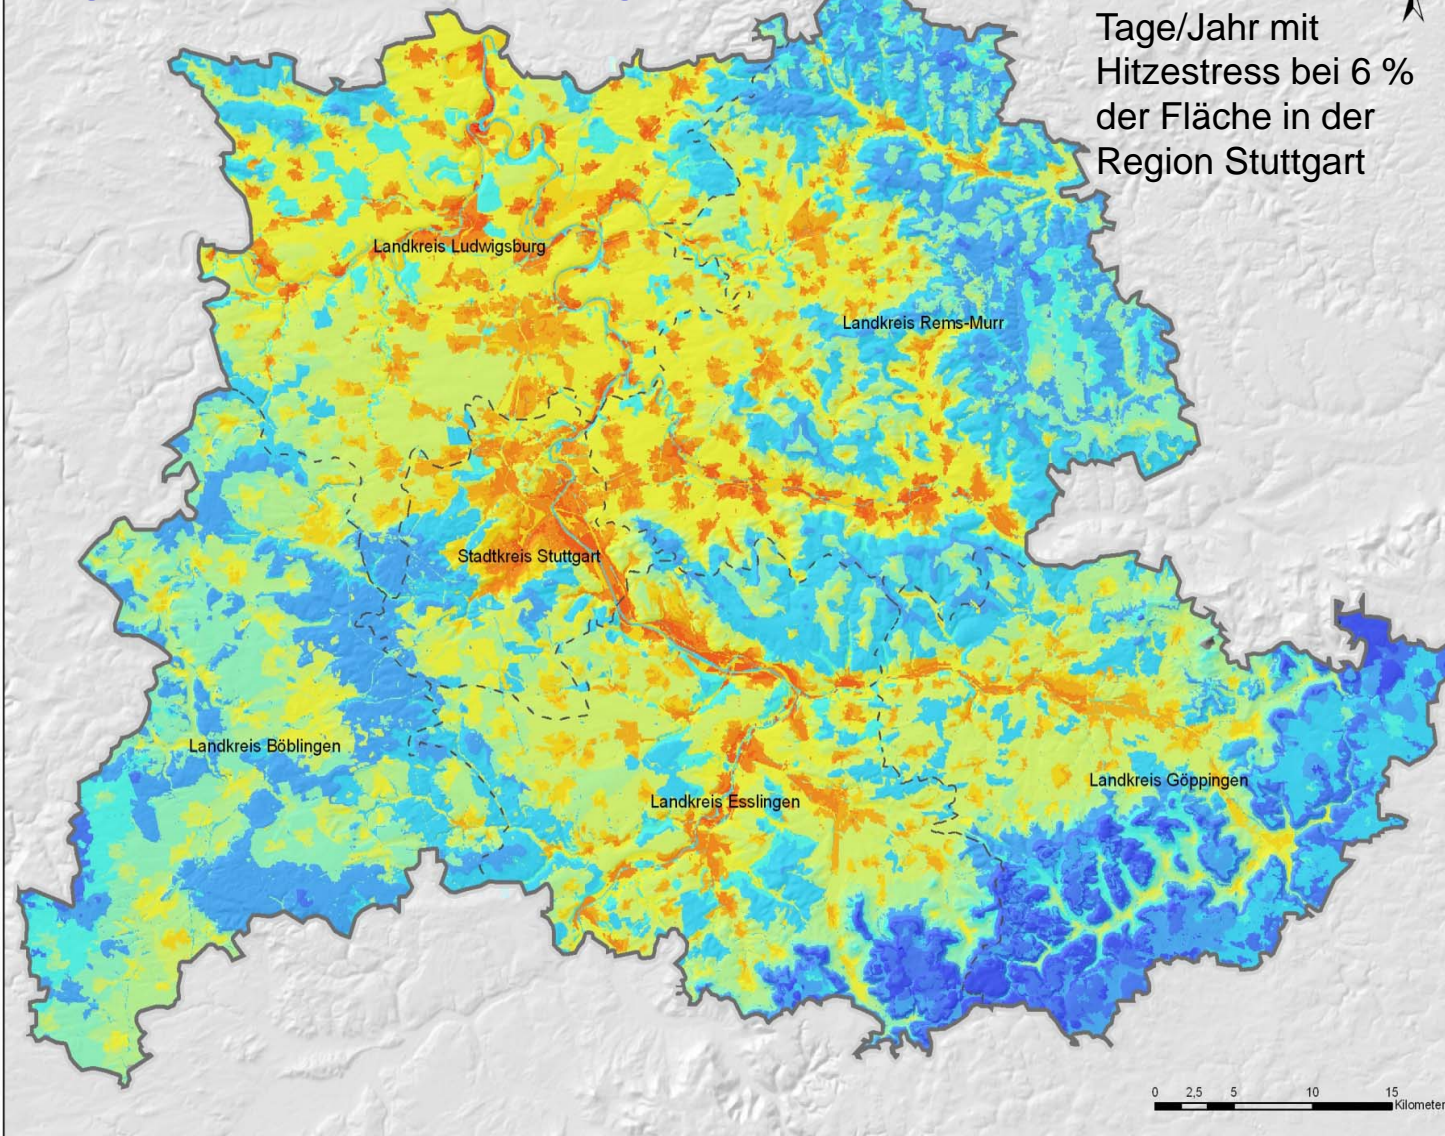 Tage/Jahr mit
Hitzestress bei 6 %
der Fläche in der
Region Stuttgart
Landkreis Ludwigsburg
Landkreis Rems-Murr
Stadtkreis Stuttgart
Landkreis Böblingen
Landkreis Göppingen
Landkreis Esslingen
0 2,5 5 10 15
Kilometer